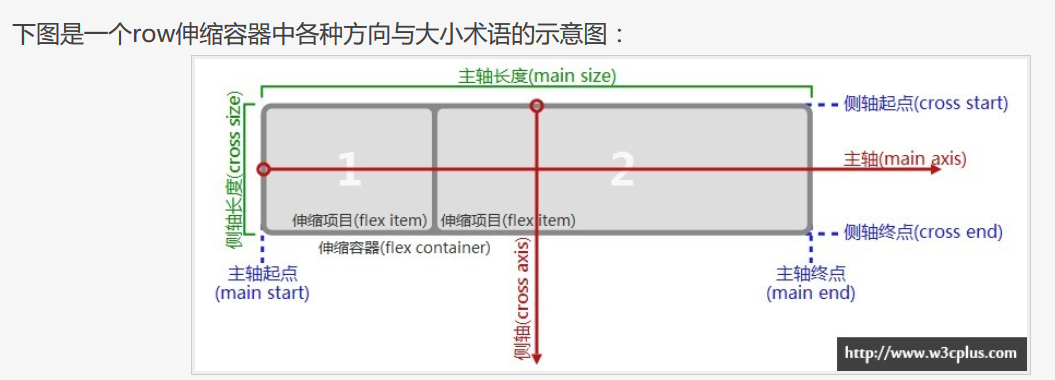 下图是一个row伸缩容器中各种方向与大小术语的示意图：
主轴长度(main size)
侧轴起点(cross start)
侧轴长度(cross size)
主轴(main axis)
1
2
伸缩项目(flex item)
伸缩项目(flex item)
侧轴终点(cross end)
伸缩容器(flex container)
侧轴(cross axis)
主轴起点
(main start)
主轴终点
(main end)
http://www.w3cplus.com